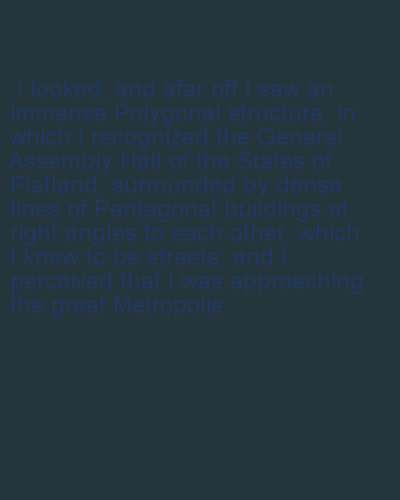 I looked, and afar off I saw an
immense Polygonal structure, in
which I recognized the General
Assembly Hall of the States of
Flatland, surrounded by dense
lines of Pentagonal buildings at
right angles to each other, which
I knew to be streets; and I
perceived that I was approaching
the great Metropolis